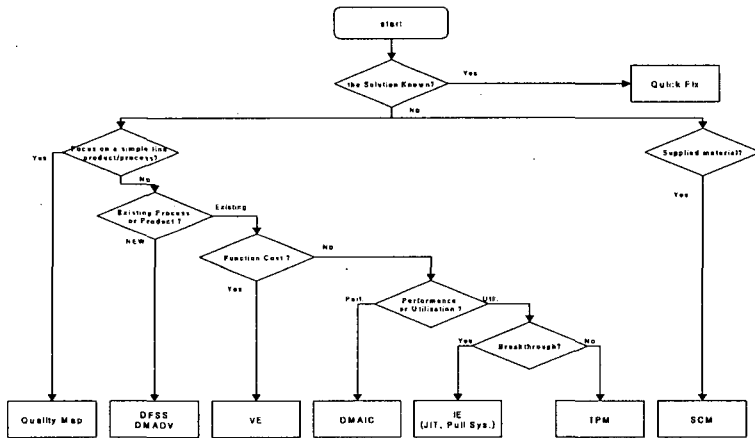 start
the Solution Known?
Yes
Quick Fix
No
Focus on a simple line
product/process?
Yes
Supplied material?
No
Yes
Existing Process
or Product ?
Existing
NEW
Function Cost ?
No
Yes
Performance
or Utilization ?
Perf.
Util.
Breakthrough?
Yes
No
Quality Map
DFSS
DMADV
VE
DMAIC
IE
(JIT, Pull Sys.)
TPM
SCM